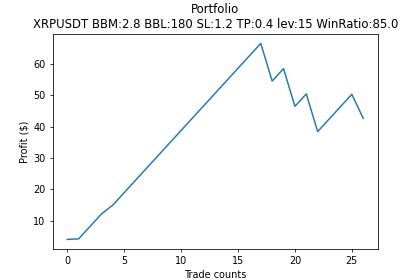 Portfolio
XRPUSDT BBM:2.8 BBL:180 SL:1.2 TP:0.4 lev:15 WinRatio:85.0
60
50
40
30
20
10
Profit ($)
0 5 10 15 20 25
Trade counts